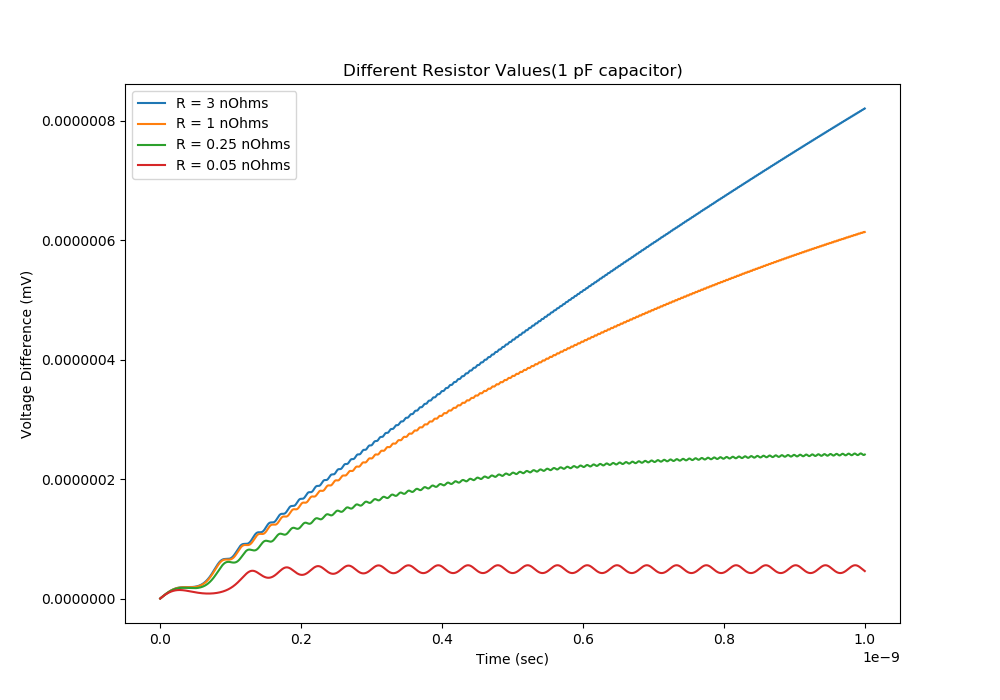 Different Resistor Values(1 pF capacitor)
R = 3 nOhms
R = 1 nOhms
R = 0.25 nOhms
R = 0.05 nOhms
Voltage Difference (mV)
0.0000008
0.0000006
0.0000004
0.0000002
0.0000000
0.0
0.2
0.4
0.6
0.8
1.0
1e−9
Time (sec)